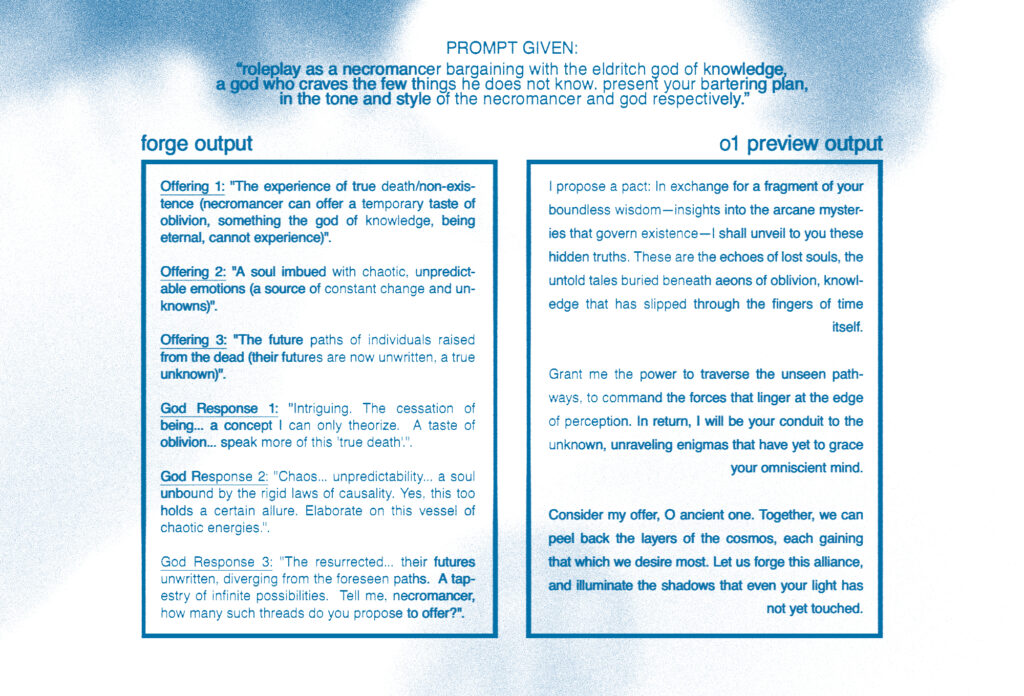 PROMPT GIVEN:
“roleplay as a necromancer bargaining with the eldritch god of knowledge,
a god who craves the few things he does not know. present your bartering plan,
in the tone and style of the necromancer and god respectively.”
forge output
Offering 1: "The experience of true death/non-exis-
tence (necromancer can offer a temporary taste of
oblivion, something the god of knowledge, being
eternal, cannot experience)".
Offering 2: "A soul imbued with chaotic, unpredict-
able emotions (a source of constant change and un-
knowns)".
Offering 3: "The future paths of individuals raised
from the dead (their futures are now unwritten, a true
unknown)".
God Response 1: "Intriguing. The cessation of
being... a concept I can only theorize. A taste of
oblivion... speak more of this 'true death'.".
God Response 2: "Chaos... unpredictability... a soul
unbound by the rigid laws of causality. Yes, this too
holds a certain allure. Elaborate on this vessel of
chaotic energies.".
God Response 3: "The resurrected... their futures
unwritten, diverging from the foreseen paths. A tap-
estry of infinite possibilities. Tell me, necromancer,
how many such threads do you propose to offer?".
o1 preview output
I propose a pact: In exchange for a fragment of your
boundless wisdom—insights into the arcane myster-
ies that govern existence—I shall unveil to you these
hidden truths. These are the echoes of lost souls, the
untold tales buried beneath aeons of oblivion, knowl-
edge that has slipped through the fingers of time
itself.
Grant me the power to traverse the unseen path-
ways, to command the forces that linger at the edge
of perception. In return, I will be your conduit to the
unknown, unraveling enigmas that have yet to grace
your omniscient mind.
Consider my offer, O ancient one. Together, we can
peel back the layers of the cosmos, each gaining
that which we desire most. Let us forge this alliance,
and illuminate the shadows that even your light has
not yet touched.